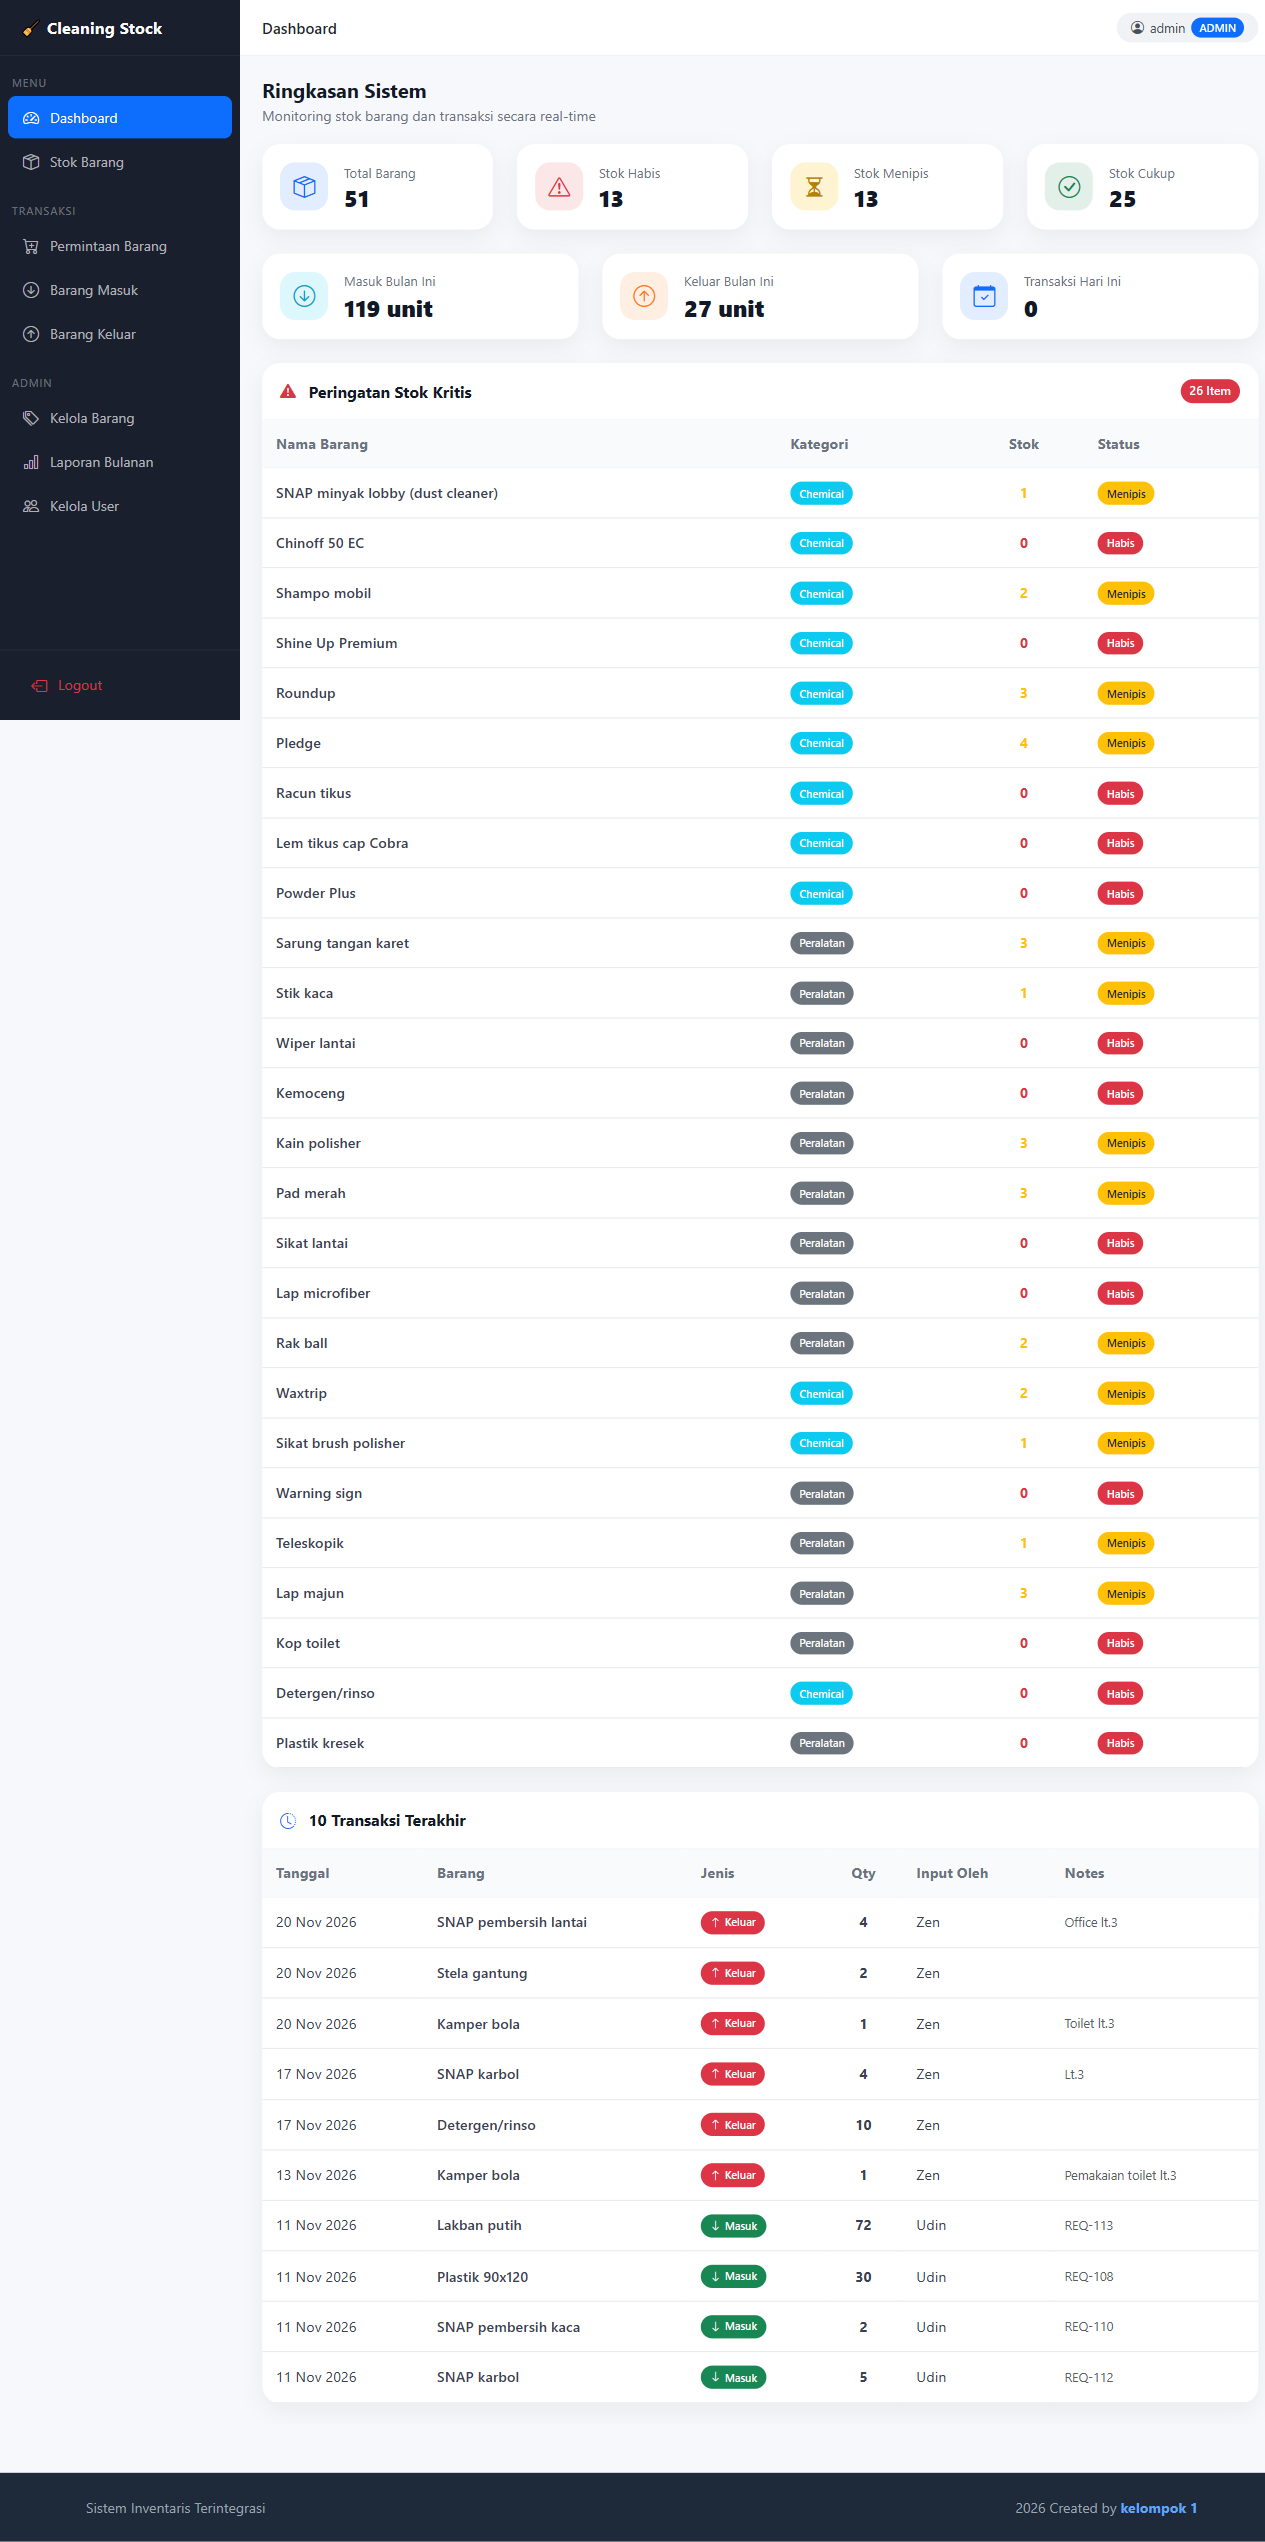 Cleaning Stock
MENU
Dashboard
Stok Barang
TRANSAKSI
Permintaan Barang
Barang Masuk
Barang Keluar
ADMIN
Kelola Barang
Laporan Bulanan
Kelola User
Logout
Dashboard
admin ADMIN
Ringkasan Sistem
Monitoring stok barang dan transaksi secara real-time
Total Barang
51
Stok Habis
13
Stok Menipis
13
Stok Cukup
25
Masuk Bulan Ini
119 unit
Keluar Bulan Ini
27 unit
Transaksi Hari Ini
0
Peringatan Stok Kritis 26 Item
Nama Barang Kategori Stok Status
SNAP minyak lobby (dust cleaner) Chemical 1 Menipis
Chinoff 50 EC Chemical 0 Habis
Shampo mobil Chemical 2 Menipis
Shine Up Premium Chemical 0 Habis
Roundup Chemical 3 Menipis
Pledge Chemical 4 Menipis
Racun tikus Chemical 0 Habis
Lem tikus cap Cobra Chemical 0 Habis
Powder Plus Chemical 0 Habis
Sarung tangan karet Peralatan 3 Menipis
Stik kaca Peralatan 1 Menipis
Wiper lantai Peralatan 0 Habis
Kemoceng Peralatan 0 Habis
Kain polisher Peralatan 3 Menipis
Pad merah Peralatan 3 Menipis
Sikat lantai Peralatan 0 Habis
Lap microfiber Peralatan 0 Habis
Rak ball Peralatan 2 Menipis
Waxtrip Chemical 2 Menipis
Sikat brush polisher Chemical 1 Menipis
Warning sign Peralatan 0 Habis
Teleskopik Peralatan 1 Menipis
Lap majun Peralatan 3 Menipis
Kop toilet Peralatan 0 Habis
Detergen/rinso Chemical 0 Habis
Plastik kresek Peralatan 0 Habis
10 Transaksi Terakhir
Tanggal Barang Jenis Qty Input Oleh Notes
20 Nov 2026 SNAP pembersih lantai ↑ Keluar 4 Zen Office lt.3
20 Nov 2026 Stela gantung ↑ Keluar 2 Zen
20 Nov 2026 Kamper bola ↑ Keluar 1 Zen Toilet lt.3
17 Nov 2026 SNAP karbol ↑ Keluar 4 Zen Lt.3
17 Nov 2026 Detergen/rinso ↑ Keluar 10 Zen
13 Nov 2026 Kamper bola ↑ Keluar 1 Zen Pemakaian toilet lt.3
11 Nov 2026 Lakban putih ↓ Masuk 72 Udin REQ-113
11 Nov 2026 Plastik 90x120 ↓ Masuk 30 Udin REQ-108
11 Nov 2026 SNAP pembersih kaca ↓ Masuk 2 Udin REQ-110
11 Nov 2026 SNAP karbol ↓ Masuk 5 Udin REQ-112
Sistem Inventaris Terintegrasi
2026 Created by kelompok 1